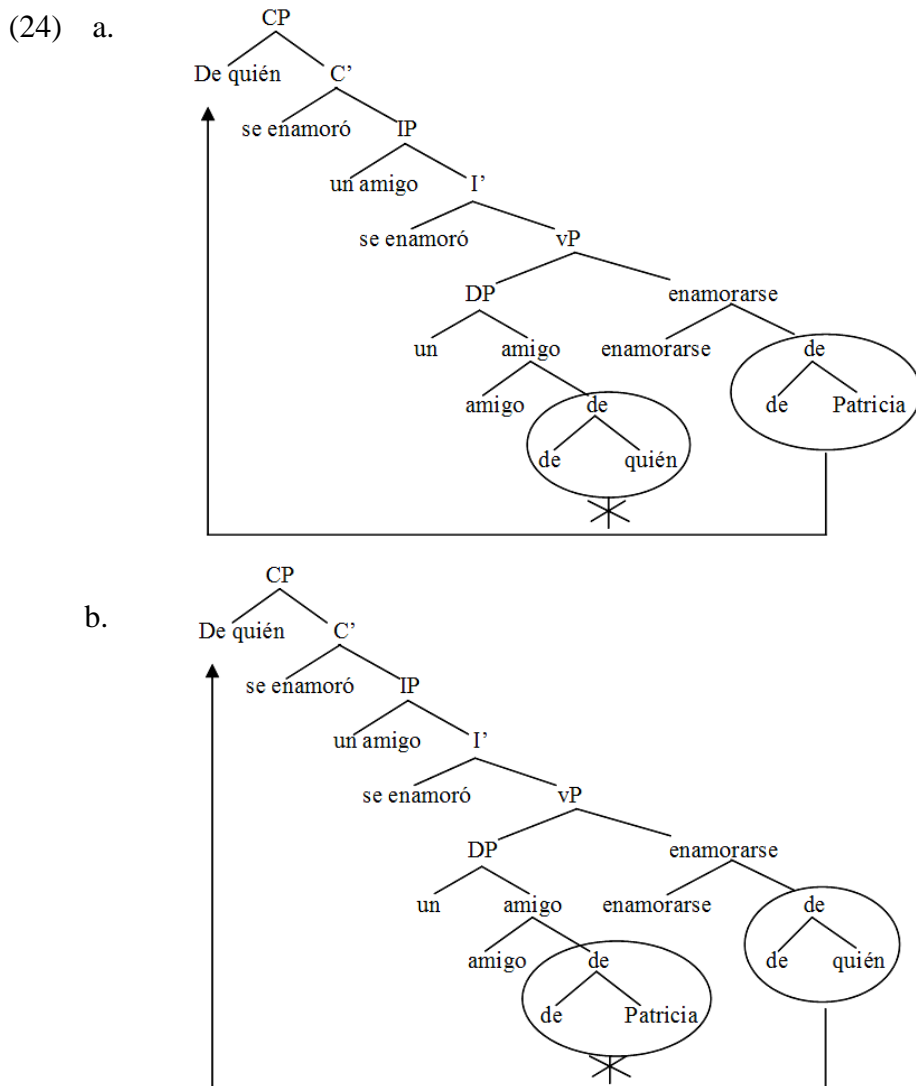 (24) a.
CP
De quién C’
se enamoró IP
un amigo I’
se enamoró vP
DP enamorarse
un amigo enamorarse de
amigo de de Patricia
de quién
b.
CP
De quién C’
se enamoró IP
un amigo I’
se enamoró vP
DP enamorarse
un amigo enamorarse de
amigo de de quién
de Patricia